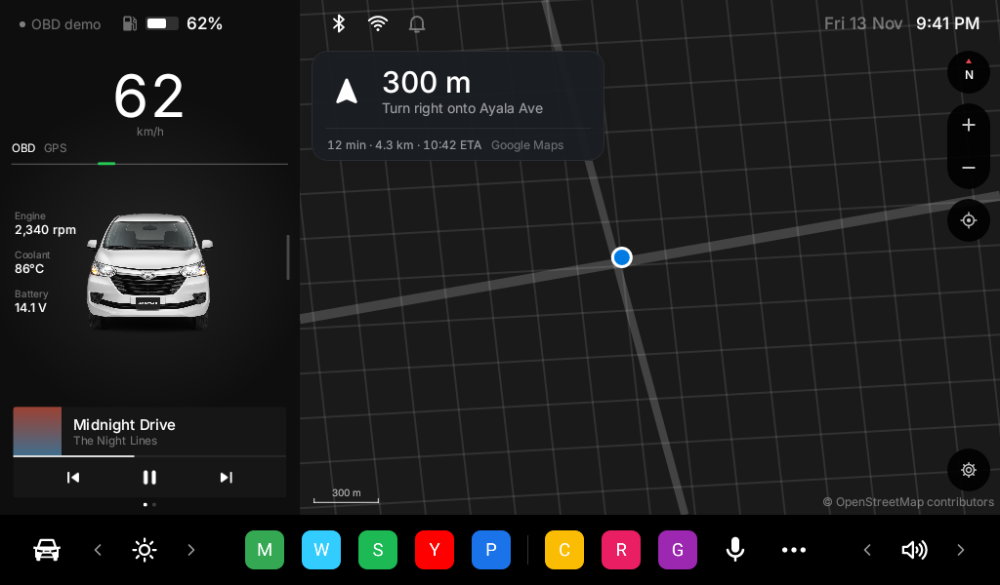 OBD demo
62%
Fri 13 Nov 9:41 PM
62
km/h
OBD GPS
300 m
Turn right onto Ayala Ave
12 min · 4.3 km · 10:42 ETA Google Maps
N
+
−
Engine
2,340 rpm
Coolant
86°C
Battery
14.1 V
Midnight Drive
The Night Lines
300 m
© OpenStreetMap contributors
M W S Y P C R G